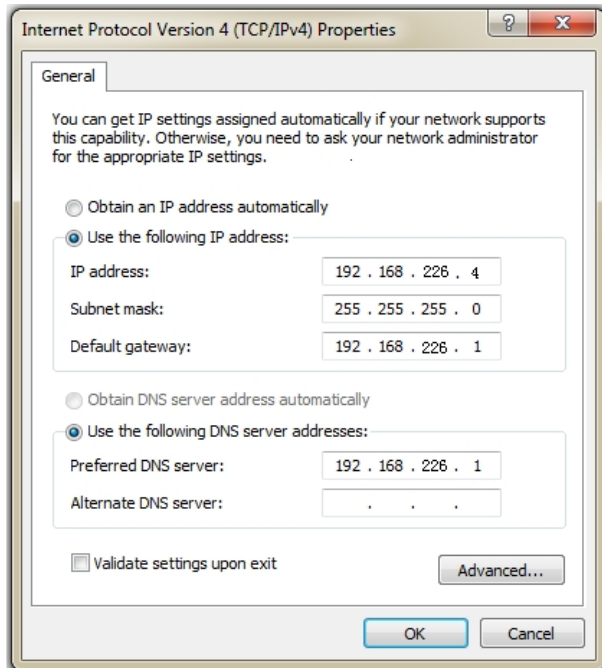 Internet Protocol Version 4 (TCP/IPv4) Properties
General
You can get IP settings assigned automatically if your network supports
this capability. Otherwise, you need to ask your network administrator
for the appropriate IP settings.
Obtain an IP address automatically
Use the following IP address:
IP address: 192 . 168 . 226 . 4
Subnet mask: 255 . 255 . 255 . 0
Default gateway: 192 . 168 . 226 . 1
Obtain DNS server address automatically
Use the following DNS server addresses:
Preferred DNS server: 192 . 168 . 226 . 1
Alternate DNS server: . . .
Validate settings upon exit
Advanced...
OK Cancel